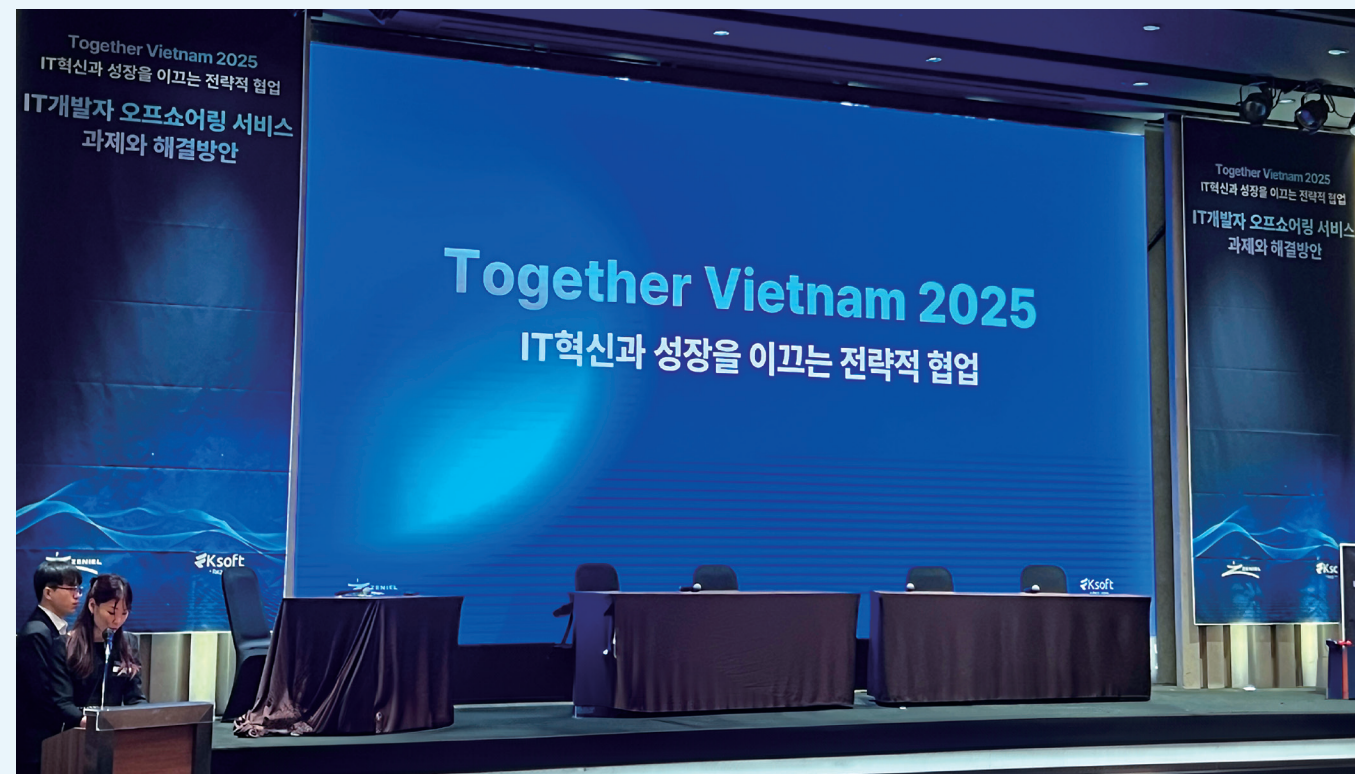 Together Vietnam 2025
IT혁신과 성장을 이끄는 전략적 협업
IT개발자 오프쇼어링 서비스
과제와 해결방안
ZENIEL
Ksoft
Together Vietnam 2025
IT혁신과 성장을 이끄는 전략적 협업
ZENIEL
Ksoft
Together Vietnam 2025
IT혁신과 성장을 이끄는 전략적 협업
IT개발자 오프쇼어링 서비스
과제와 해결방안
ZENIEL
Ksc